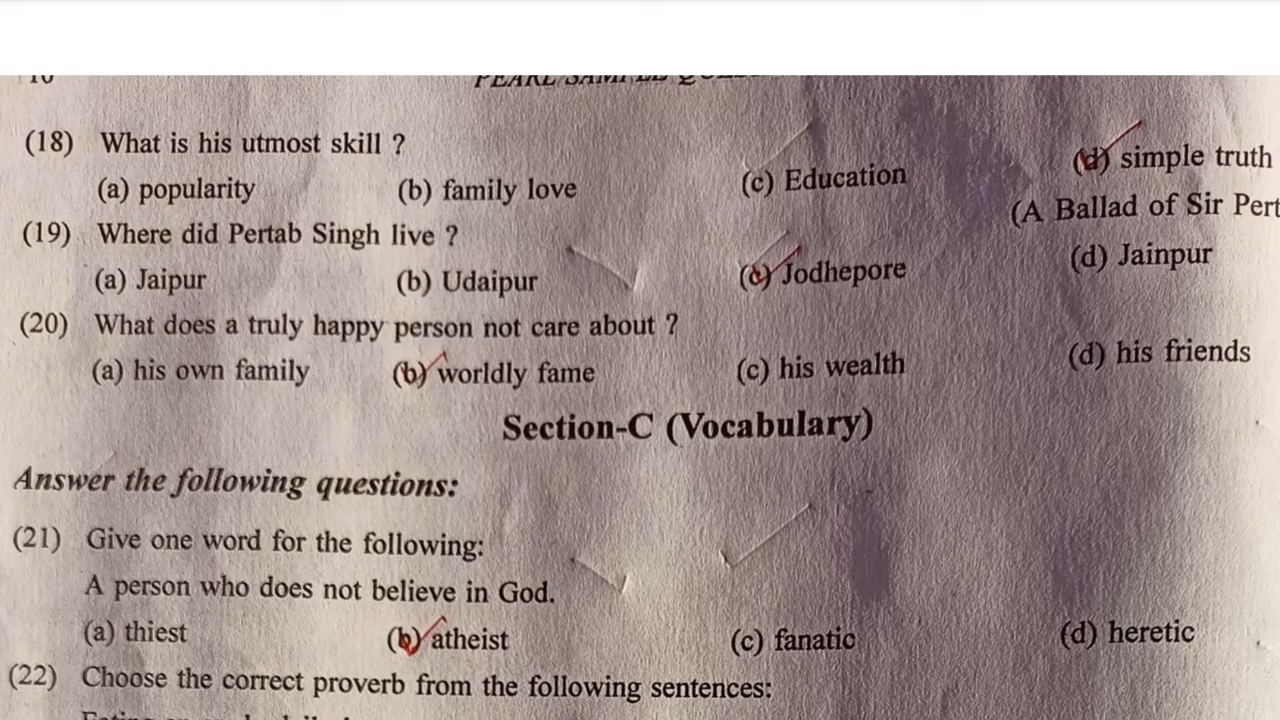 10 PEARL SAMPLE
(18) What is his utmost skill ?
(a) popularity (b) family love (c) Education (d) simple truth
(A Ballad of Sir Pert
(19) Where did Pertab Singh live ?
(a) Jaipur (b) Udaipur (c) Jodhepore (d) Jainpur
(20) What does a truly happy person not care about ?
(a) his own family (b) worldly fame (c) his wealth (d) his friends
Section-C (Vocabulary)
Answer the following questions:
(21) Give one word for the following:
A person who does not believe in God.
(a) thiest (b) atheist (c) fanatic (d) heretic
(22) Choose the correct proverb from the following sentences: